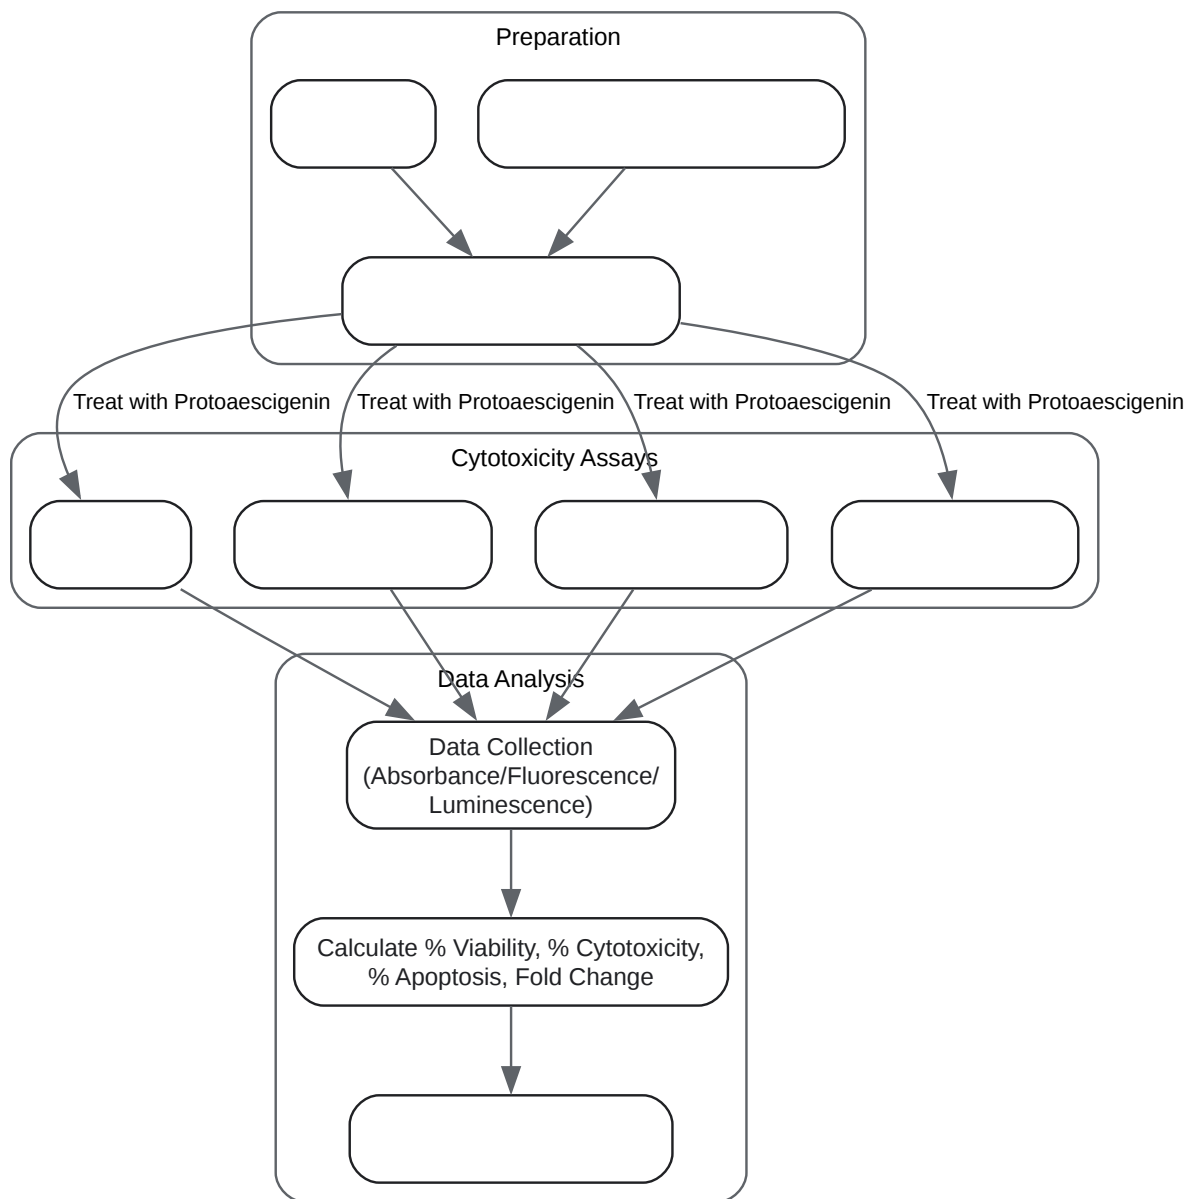 Preparation
Treat with Protoaescigenin
Treat with Protoaescigenin
Treat with Protoaescigenin
Treat with Protoaescigenin
Cytotoxicity Assays
Data Analysis
Data Collection
(Absorbance/Fluorescence/
Luminescence)
Calculate % Viability, % Cytotoxicity,
% Apoptosis, Fold Change